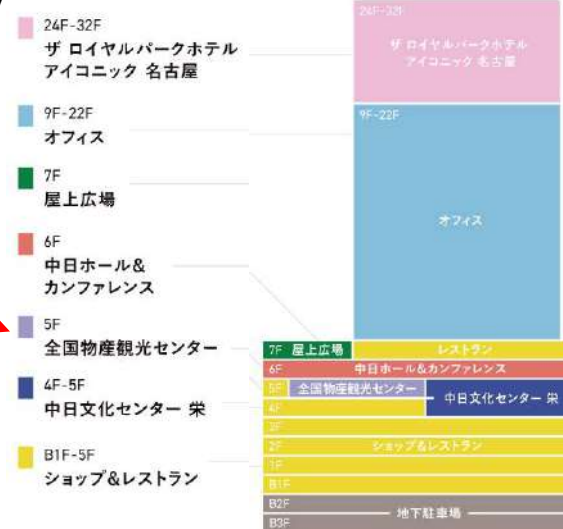 24F-32F
ザ ロイヤルパークホテル
アイコニック 名古屋
9F-22F
オフィス
7F
屋上広場
6F
中日ホール&
カンファレンス
5F
全国物産観光センター
4F-5F
中日文化センター 栄
B1F-5F
ショップ&レストラン
24F-32F
ザ ロイヤルパークホテル
アイコニック 名古屋
9F-22F
オフィス
7F 屋上広場 レストラン
6F 中日ホール&カンファレンス
5F 全国物産観光センター
中日文化センター 栄
4F
3F
2F ショップ&レストラン
1F
B1F
B2F
地下駐車場
B3F